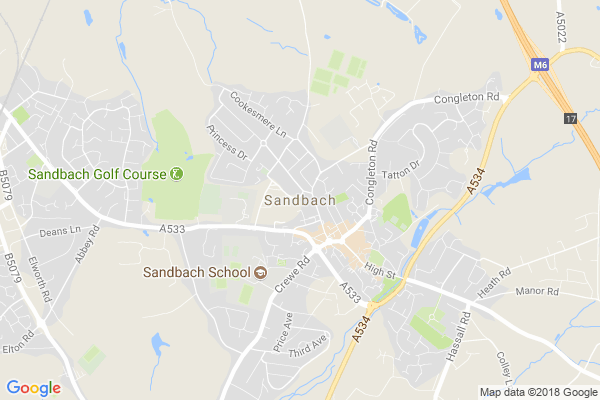 A5022
M6
Congleton Rd
17
Cookesmere Ln
Princess Dr
Congleton Rd
Tatton Dr
Sandbach Golf Course
A534
B5079
Sandbach
Deans Ln
A533
Abbey Rd
Elworth Rd
B5079
Sandbach School
Crewe Rd
High St
A533
Heath Rd
Manor Rd
Hassall Rd
Price Ave
Third Ave
A534
Elton Rd
Colley L
Google
Map data ©2018 Google